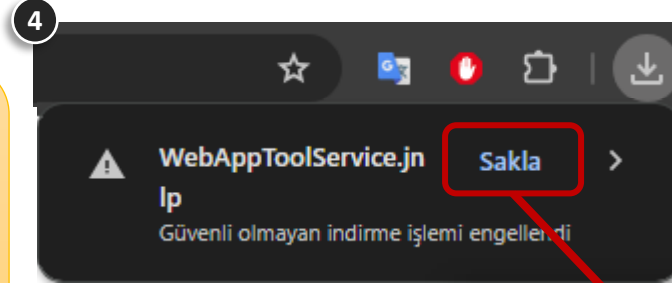 4
WebAppToolService.jn
lp
Sakla
Güvenli olmayan indirme işlemi engellendi